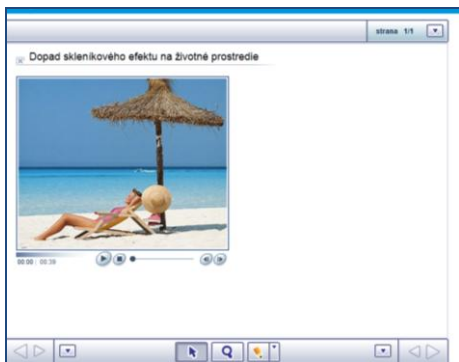 strana 1/1
Dopad skleníkového efektu na životné prostredie
00:00 | 00:39